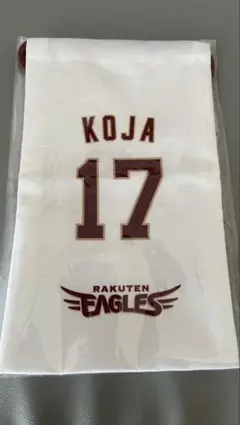 KOJA
17
RAKUTEN
EAGLES